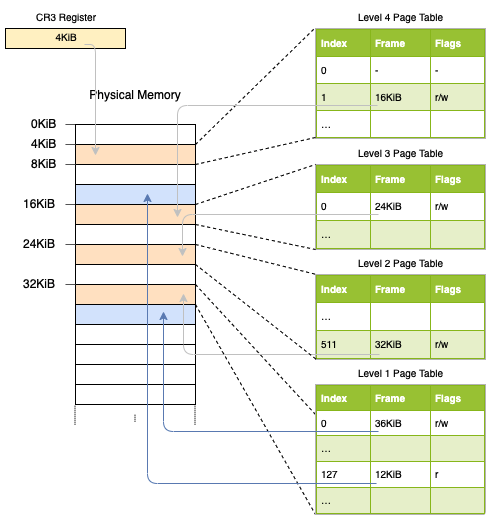 CR3 Register
4KiB
Physical Memory
0KiB
4KiB
8KiB
16KiB
24KiB
32KiB
Level 4 Page Table
Index Frame Flags
0 - -
1 16KiB r/w
...
Level 3 Page Table
Index Frame Flags
0 24KiB r/w
...
Level 2 Page Table
Index Frame Flags
...
511 32KiB r/w
Level 1 Page Table
Index Frame Flags
0 36KiB r/w
...
127 12KiB r
...